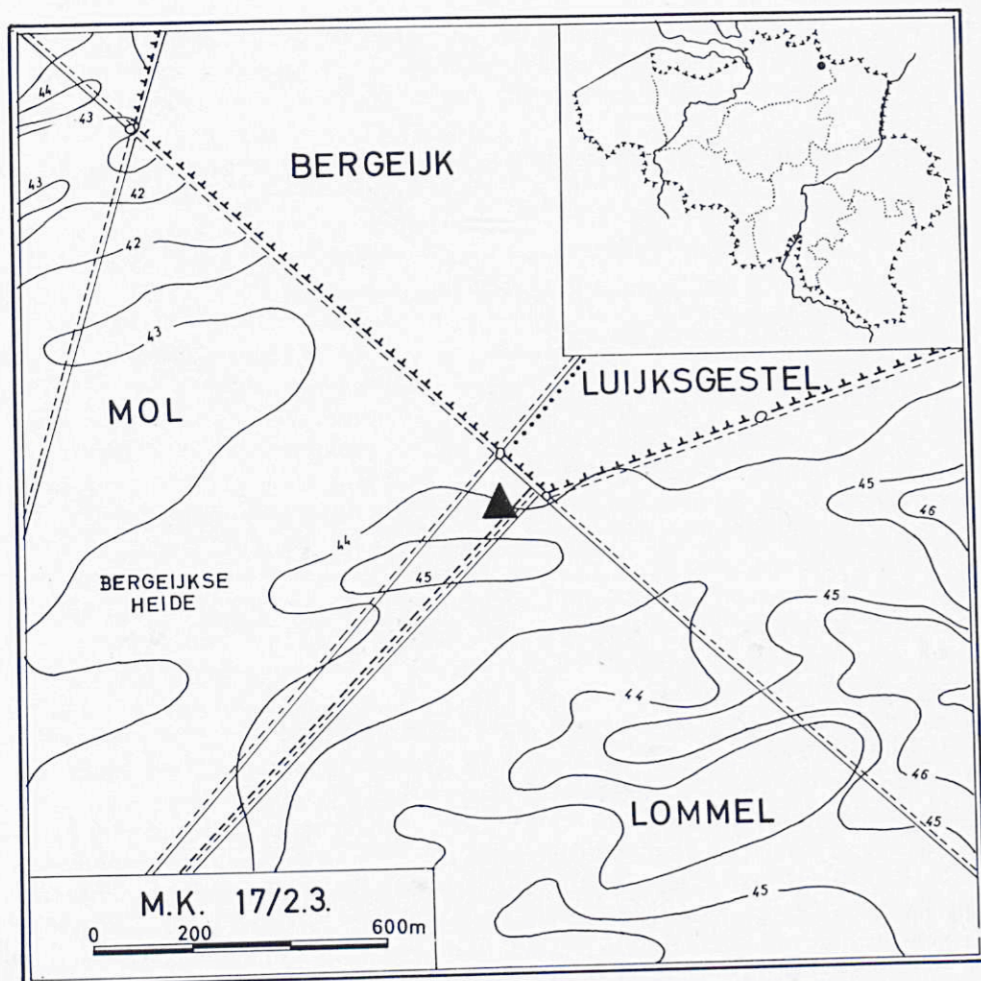 44
43
BERGEIJK
43
42
42
43
LUIJKSGESTEL
MOL
45
46
44
BERGEIJKSE
HEIDE
45
45
44
46
LOMMEL
45
45
M.K. 17/2.3.
0 200 600m